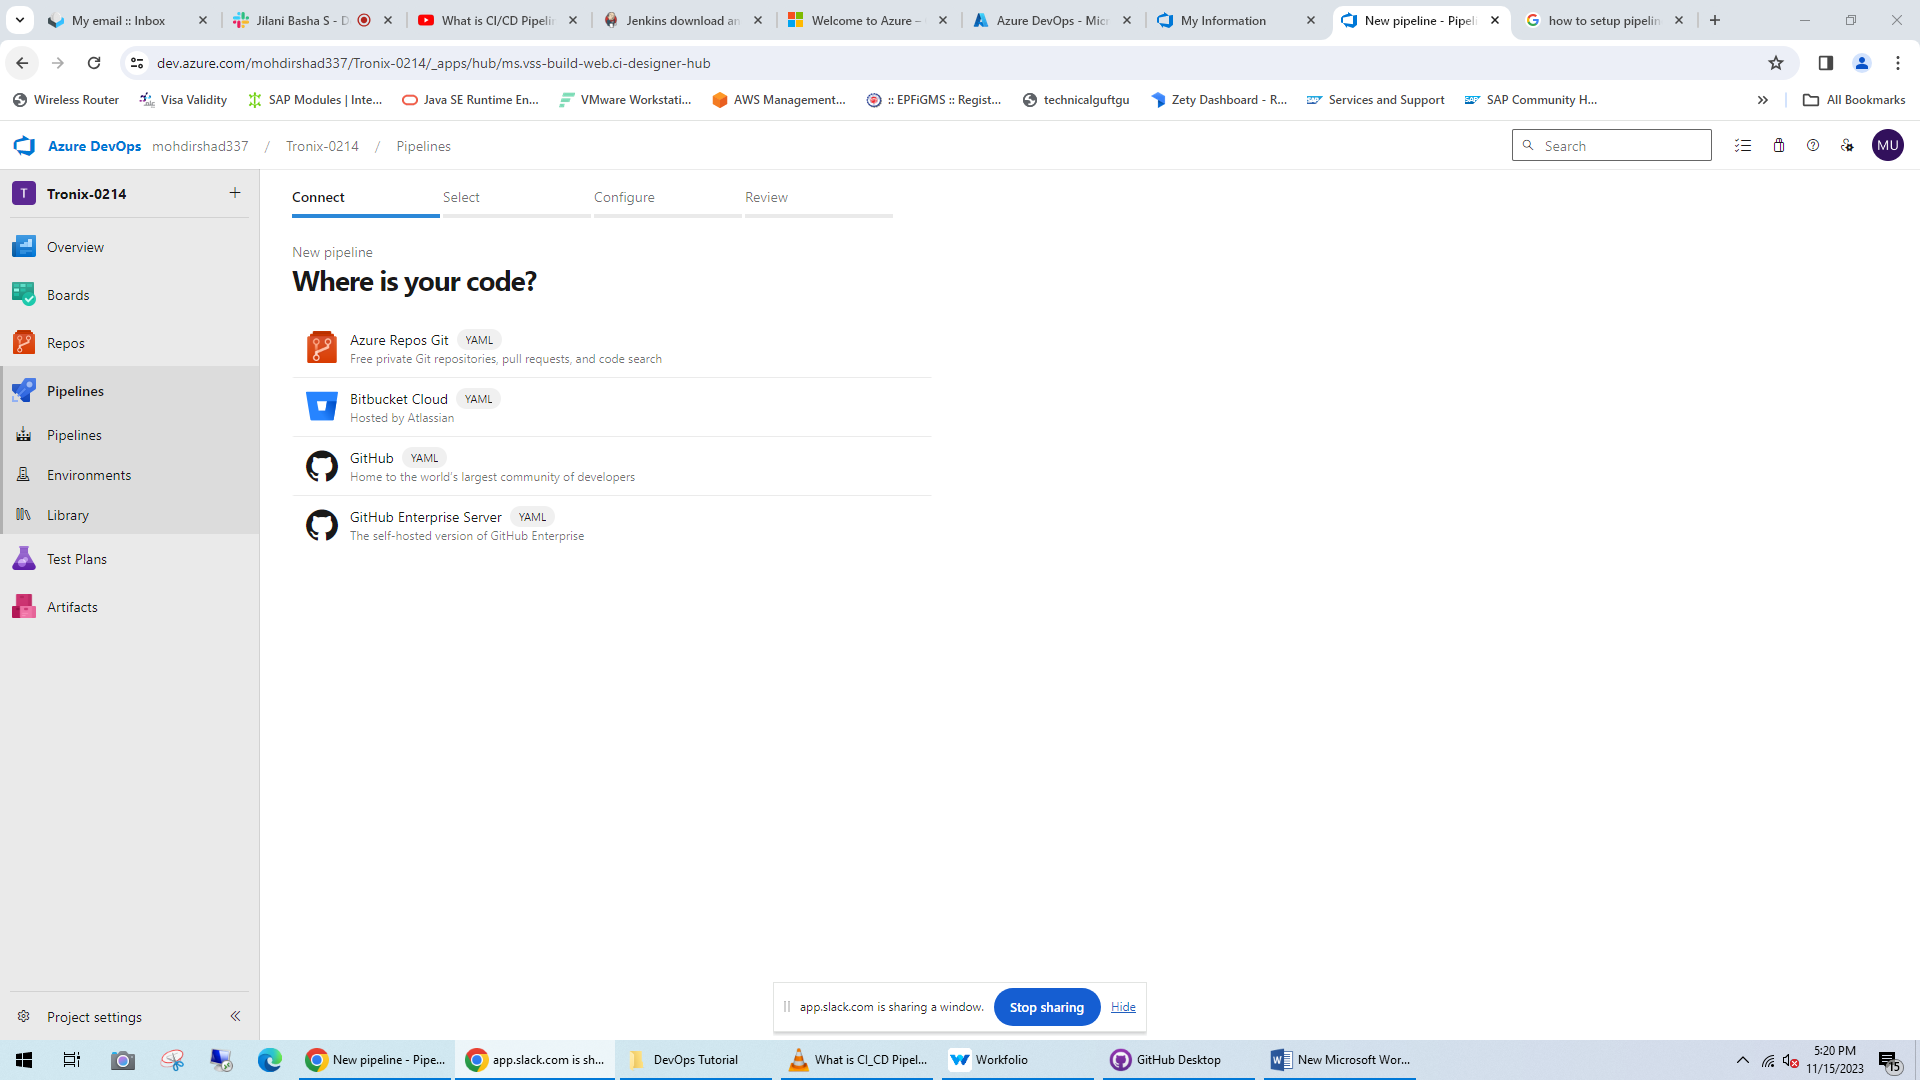 My email :: Inbox
Jilani Basha S - D
What is CI/CD Pipelin
Jenkins download an
Welcome to Azure –
Azure DevOps - Micr
My Information
New pipeline - Pipeli
how to setup pipelin
dev.azure.com/mohdirshad337/Tronix-0214/_apps/hub/ms.vss-build-web.ci-designer-hub
Wireless Router
Visa Validity
SAP Modules | Inte...
Java SE Runtime En...
VMware Workstati...
AWS Management...
:: EPFiGMS :: Regist...
technicalguftgu
Zety Dashboard - R...
Services and Support
SAP Community H...
All Bookmarks
Azure DevOps mohdirshad337 / Tronix-0214 / Pipelines
Search
MU
T Tronix-0214
Overview
Boards
Repos
Pipelines
Pipelines
Environments
Library
Test Plans
Artifacts
Project settings
Connect
Select
Configure
Review
New pipeline
Where is your code?
Azure Repos Git YAML
Free private Git repositories, pull requests, and code search
Bitbucket Cloud YAML
Hosted by Atlassian
GitHub YAML
Home to the world's largest community of developers
GitHub Enterprise Server YAML
The self-hosted version of GitHub Enterprise
app.slack.com is sharing a window.
Stop sharing
Hide
New pipeline - Pipe...
app.slack.com is sh...
DevOps Tutorial
What is CI_CD Pipel...
Workfolio
GitHub Desktop
New Microsoft Wor...
5:20 PM
11/15/2023
15